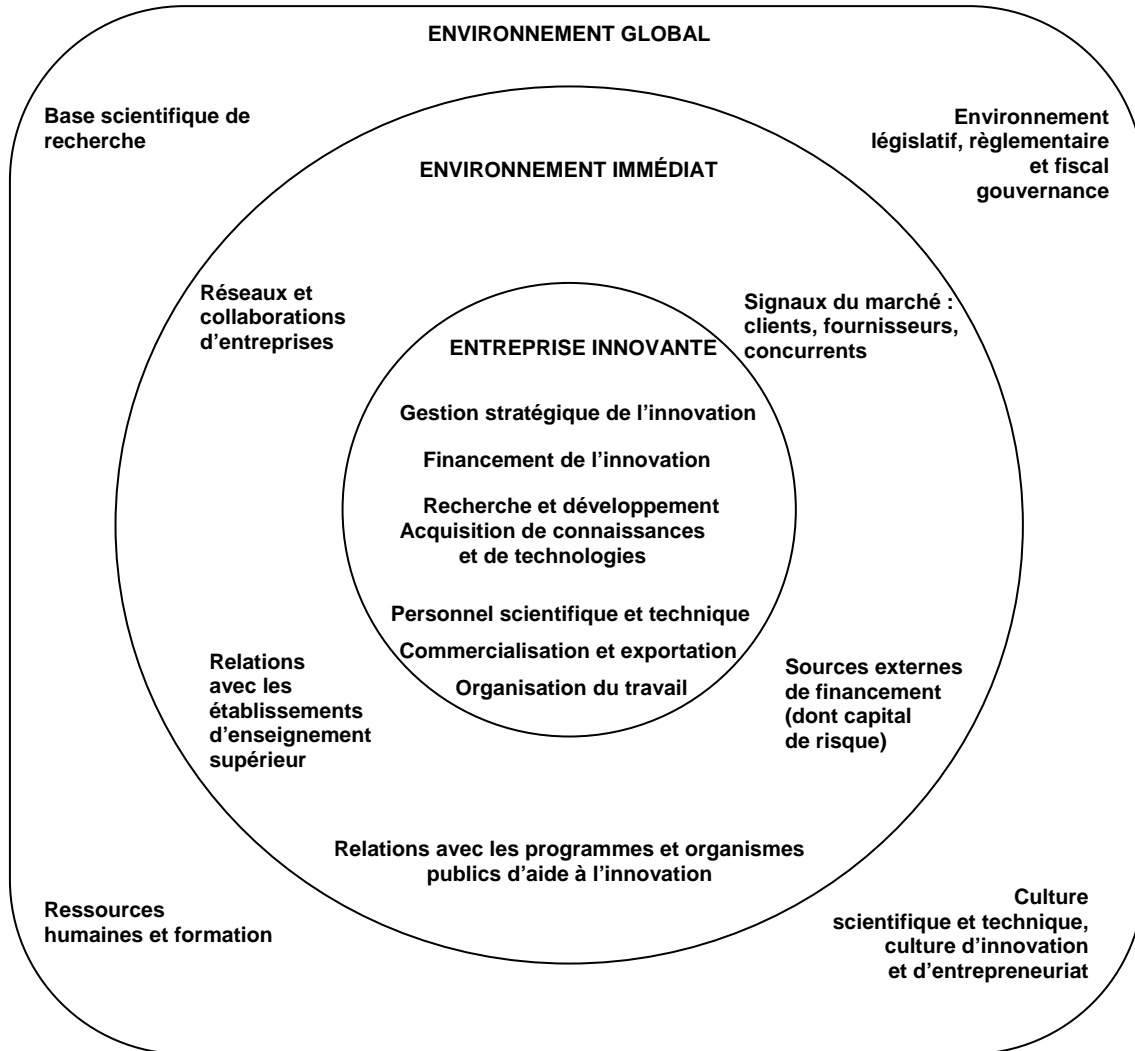 ENVIRONNEMENT GLOBAL
Base scientifique de
recherche
Environnement
législatif, règlementaire
et fiscal
gouvernance
ENVIRONNEMENT IMMÉDIAT
Réseaux et
collaborations
d’entreprises
Signaux du marché :
clients, fournisseurs,
concurrents
ENTREPRISE INNOVANTE
Gestion stratégique de l’innovation
Financement de l’innovation
Recherche et développement
Acquisition de connaissances
et de technologies
Personnel scientifique et technique
Commercialisation et exportation
Organisation du travail
Relations
avec les
établissements
d’enseignement
supérieur
Sources externes
de financement
(dont capital
de risque)
Relations avec les programmes et organismes
publics d’aide à l’innovation
Ressources
humaines et formation
Culture
scientifique et technique,
culture d’innovation
et d’entrepreneuriat